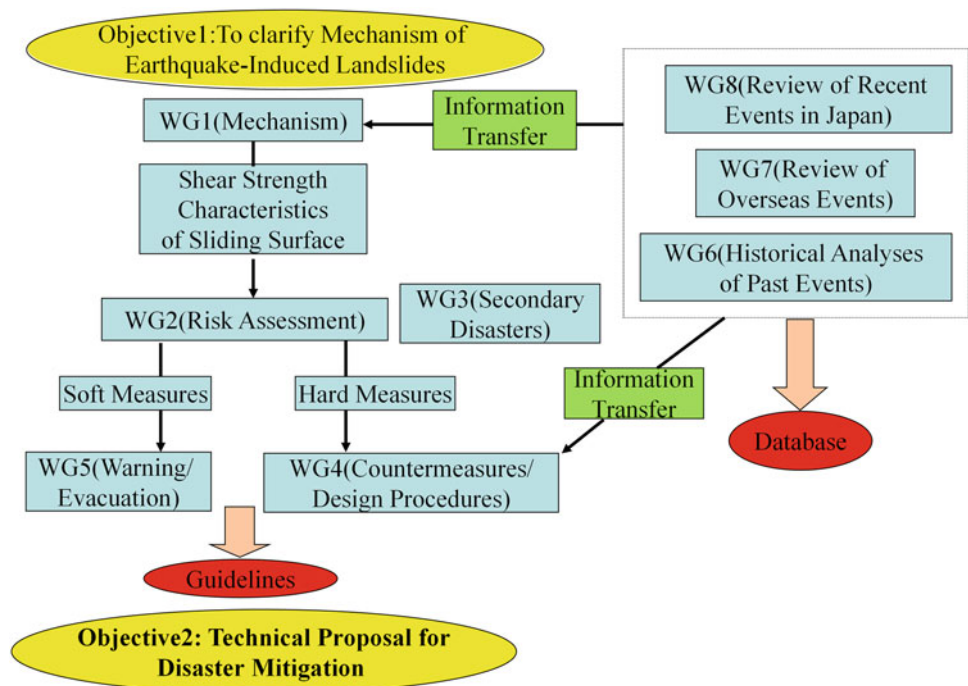 Objective1:To clarify Mechanism of
Earthquake-Induced Landslides
WG1(Mechanism)
Information
Transfer
WG8(Review of Recent
Events in Japan)
WG7(Review of
Overseas Events)
WG6(Historical Analyses
of Past Events)
Shear Strength
Characteristics
of Sliding Surface
WG2(Risk Assessment)
WG3(Secondary
Disasters)
Soft Measures
Hard Measures
Information
Transfer
Database
WG5(Warning/
Evacuation)
WG4(Countermeasures/
Design Procedures)
Guidelines
Objective2: Technical Proposal for
Disaster Mitigation